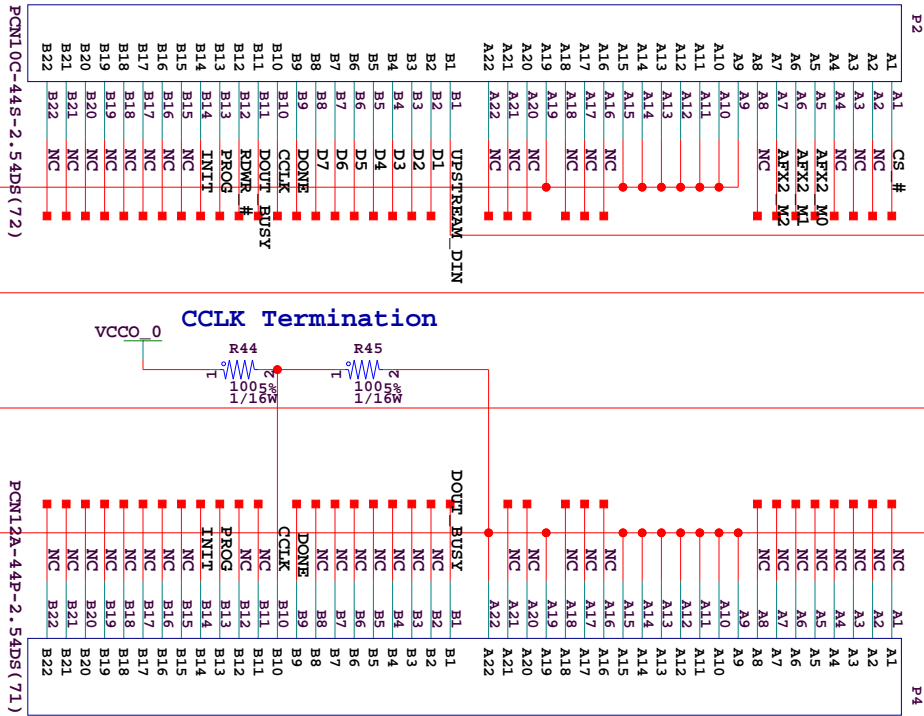 P2
PCN10C-44S-2.54DS(72)
B22 B21 B20 B19 B18 B17 B16 B15 B14 B13 B12 B11 B10 B9 B8 B7 B6 B5 B4 B3 B2 B1 A22 A21 A20 A19 A18 A17 A16 A15 A14 A13 A12 A11 A10 A9 A8 A7 A6 A5 A4 A3 A2 A1
B22 B21 B20 B19 B18 B17 B16 B15 B14 B13 B12 B11 B10 B9 B8 B7 B6 B5 B4 B3 B2 B1 A22 A21 A20 A19 A18 A17 A16 A15 A14 A13 A12 A11 A10 A9 A8 A7 A6 A5 A4 A3 A2 A1
NC NC NC NC NC NC NC NC INIT PROG RDWR_# DOUT_BUSY CCLK DONE D7 D6 D5 D4 D3 D2 D1 UPSTREAM_DIN NC NC NC NC NC NC NC AFX2_M2 AFX2_M1 AFX2_M0 NC NC NC CS_#
CCLK Termination
VCCO_0
R44
1 2
100 5%
1/16W
R45
1 2
100 5%
1/16W
NC NC NC NC NC NC NC NC INIT PROG NC NC CCLK DONE NC NC NC NC NC NC NC DOUT_BUSY NC NC NC NC NC NC NC NC NC NC NC NC NC
B22 B21 B20 B19 B18 B17 B16 B15 B14 B13 B12 B11 B10 B9 B8 B7 B6 B5 B4 B3 B2 B1 A22 A21 A20 A19 A18 A17 A16 A15 A14 A13 A12 A11 A10 A9 A8 A7 A6 A5 A4 A3 A2 A1
B22 B21 B20 B19 B18 B17 B16 B15 B14 B13 B12 B11 B10 B9 B8 B7 B6 B5 B4 B3 B2 B1 A22 A21 A20 A19 A18 A17 A16 A15 A14 A13 A12 A11 A10 A9 A8 A7 A6 A5 A4 A3 A2 A1
PCN12A-44P-2.54DS(71)
P4